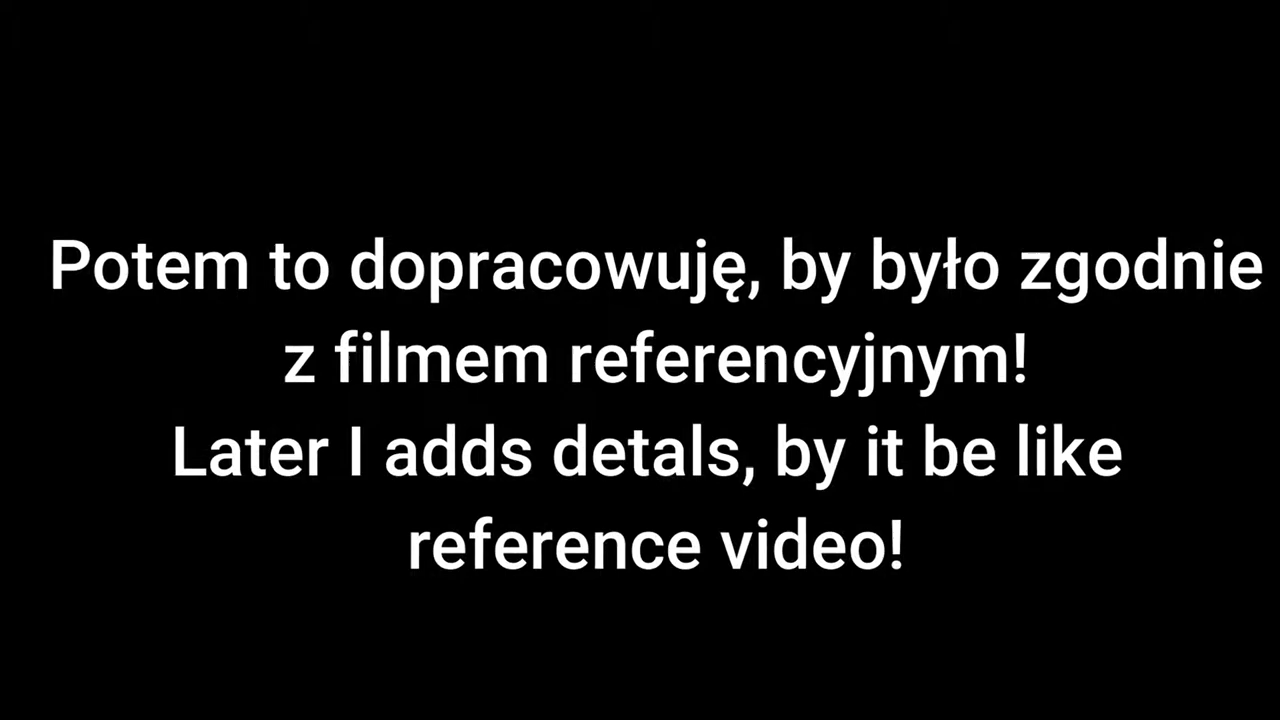 Potem to dopracowuję, by było zgodnie
z filmem referencyjnym!
Later I adds detals, by it be like
reference video!